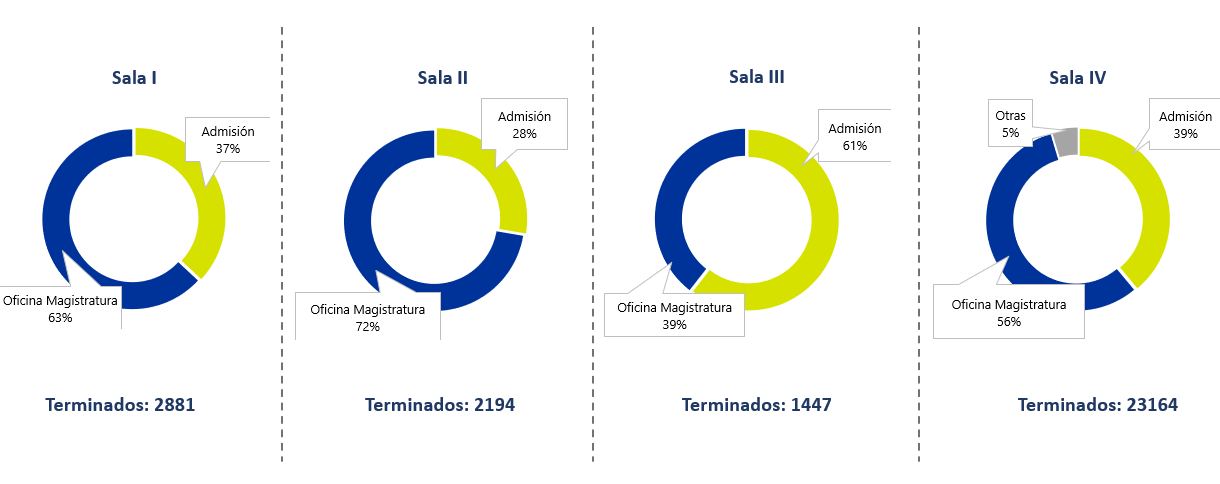 Sala I
Admisión
37%
Oficina Magistratura
63%
Terminados: 2881
Sala II
Admisión
28%
Oficina Magistratura
72%
Terminados: 2194
Sala III
Admisión
61%
Oficina Magistratura
39%
Terminados: 1447
Sala IV
Otras
5%
Admisión
39%
Oficina Magistratura
56%
Terminados: 23164